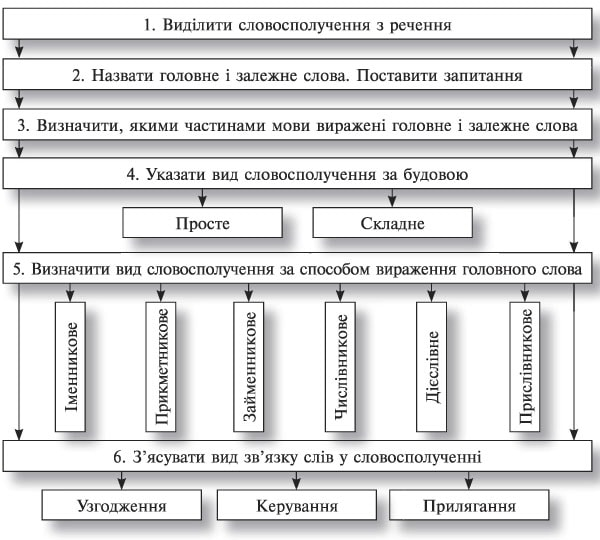 1. Виділити словосполучення з речення
2. Назвати головне і залежне слова. Поставити запитання
3. Визначити, якими частинами мови виражені головне і залежне слова
4. Указати вид словосполучення за будовою
Просте
Складне
5. Визначити вид словосполучення за способом вираження головного слова
Іменникове
Прикметникове
Займенникове
Числівникове
Дієслівне
Прислівникове
6. З’ясувати вид зв’язку слів у словосполученні
Узгодження
Керування
Прилягання